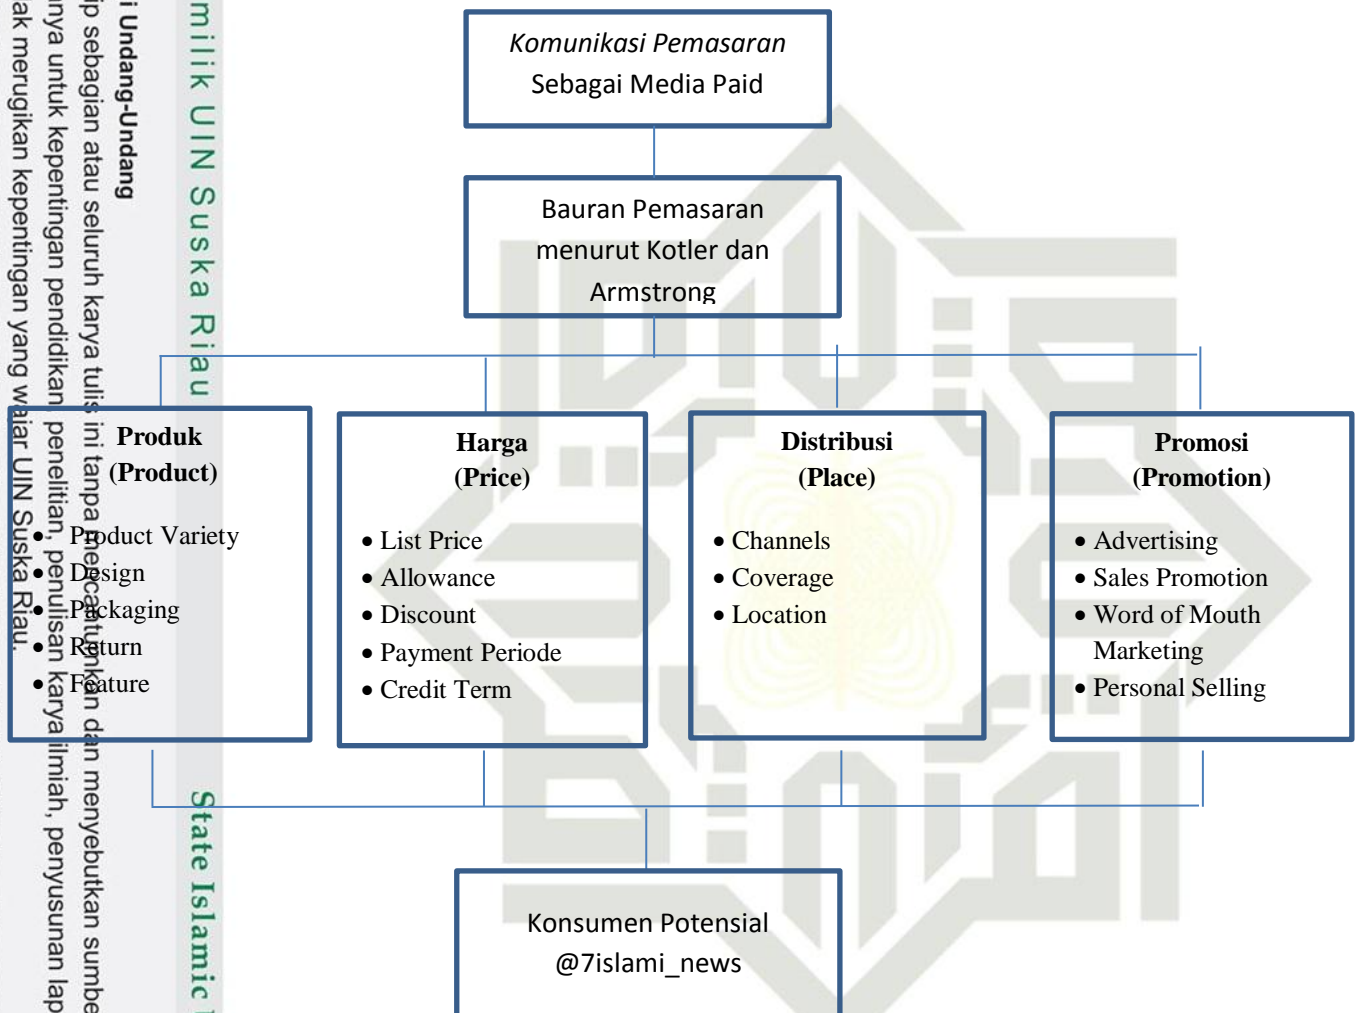 Komunikasi Pemasaran
Sebagai Media Paid
Bauran Pemasaran
menurut Kotler dan
Armstrong
Produk
(Product)
• Product Variety
• Design
• Packaging
• Return
• Feature
Harga
(Price)
• List Price
• Allowance
• Discount
• Payment Periode
• Credit Term
Distribusi
(Place)
• Channels
• Coverage
• Location
Promosi
(Promotion)
• Advertising
• Sales Promotion
• Word of Mouth
Marketing
• Personal Selling
Konsumen Potensial
@7islami_news
milik UIN Suska Riau
State Islamic
i Undang-Undang
ip sebagian atau seluruh karya tulis ini tanpa mencantumkan dan menyebutkan sumbe
nya untuk kepentingan pendidikan, penelitian, penulisan karya ilmiah, penyusunan lap
ak merugikan kepentingan yang wajar UIN Suska Riau.